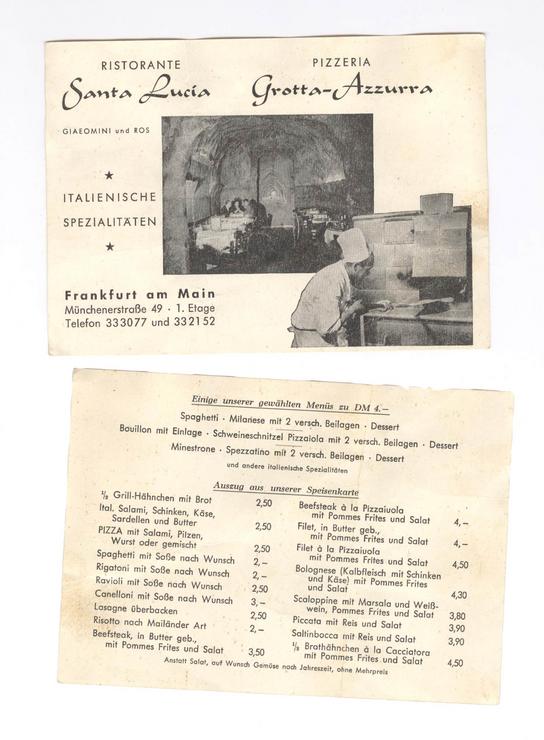 RISTORANTE
Santa Lucia
PIZZERIA
Grotta-Azzurra
GIAEOMINI und ROS
★
ITALIENISCHE
SPEZIALITÄTEN
★
Frankfurt am Main
Münchenerstraße 49 · 1. Etage
Telefon 333077 und 332152
Einige unserer gewählten Menüs zu DM 4.–
Spaghetti · Milanese mit 2 versch. Beilagen · Dessert
Bouillon mit Einlage · Schweineschnitzel Pizzaiola mit 2 versch. Beilagen · Dessert
Minestrone · Spezzatino mit 2 versch. Beilagen · Dessert
und andere italienische Spezialitäten
Auszug aus unserer Speisenkarte
½ Grill-Hähnchen mit Brot 2,50
Ital. Salami, Schinken, Käse,
Sardellen und Butter 2,50
PIZZA mit Salami, Pilzen,
Wurst oder gemischt 2,50
Spaghetti mit Soße nach Wunsch 2,–
Rigatoni mit Soße nach Wunsch 2,–
Ravioli mit Soße nach Wunsch 2,50
Canelloni mit Soße nach Wunsch 3,–
Lasagne überbacken 2,50
Risotto nach Mailänder Art 2,–
Beefsteak, in Butter geb.,
mit Pommes Frites und Salat 3,50
Beefsteak à la Pizzaiuola
mit Pommes Frites und Salat 4,–
Filet, in Butter geb.,
mit Pommes Frites und Salat 4,–
Filet à la Pizzaiuola
mit Pommes Frites und Salat 4,50
Bolognese (Kalbfleisch mit Schinken
und Käse) mit Pommes Frites
und Salat 4,30
Scaloppine mit Marsala und Weiß-
wein, Pommes Frites und Salat 3,80
Piccata mit Reis und Salat 3,90
Saltinbocca mit Reis und Salat 3,90
½ Brathähnchen à la Cacciatora
mit Pommes Frites und Salat 4,50
Anstatt Salat, auf Wunsch Gemüse nach Jahreszeit, ohne Mehrpreis